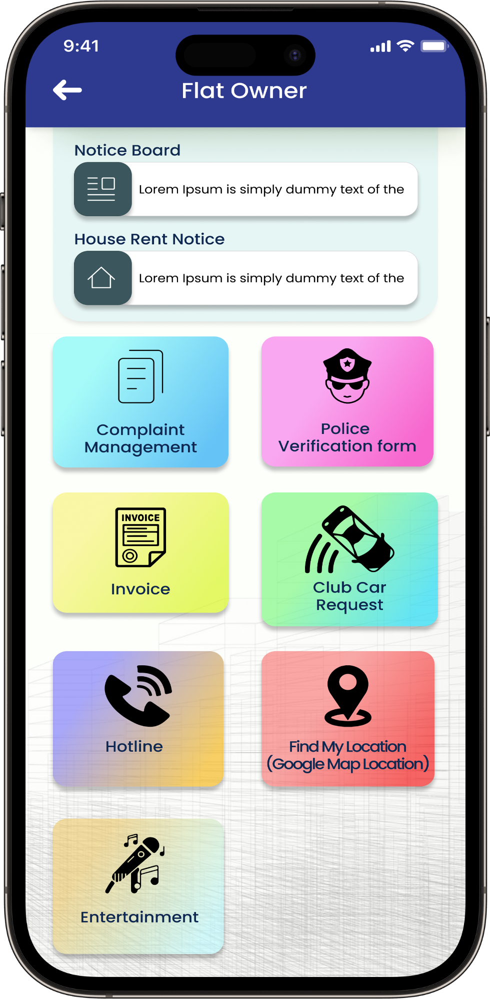 9:41
Flat Owner
Notice Board
Lorem Ipsum is simply dummy text of the
House Rent Notice
Lorem Ipsum is simply dummy text of the
Complaint
Management
Police
Verification form
INVOICE
Invoice
Club Car
Request
Hotline
Find My Location
(Google Map Location)
Entertainment